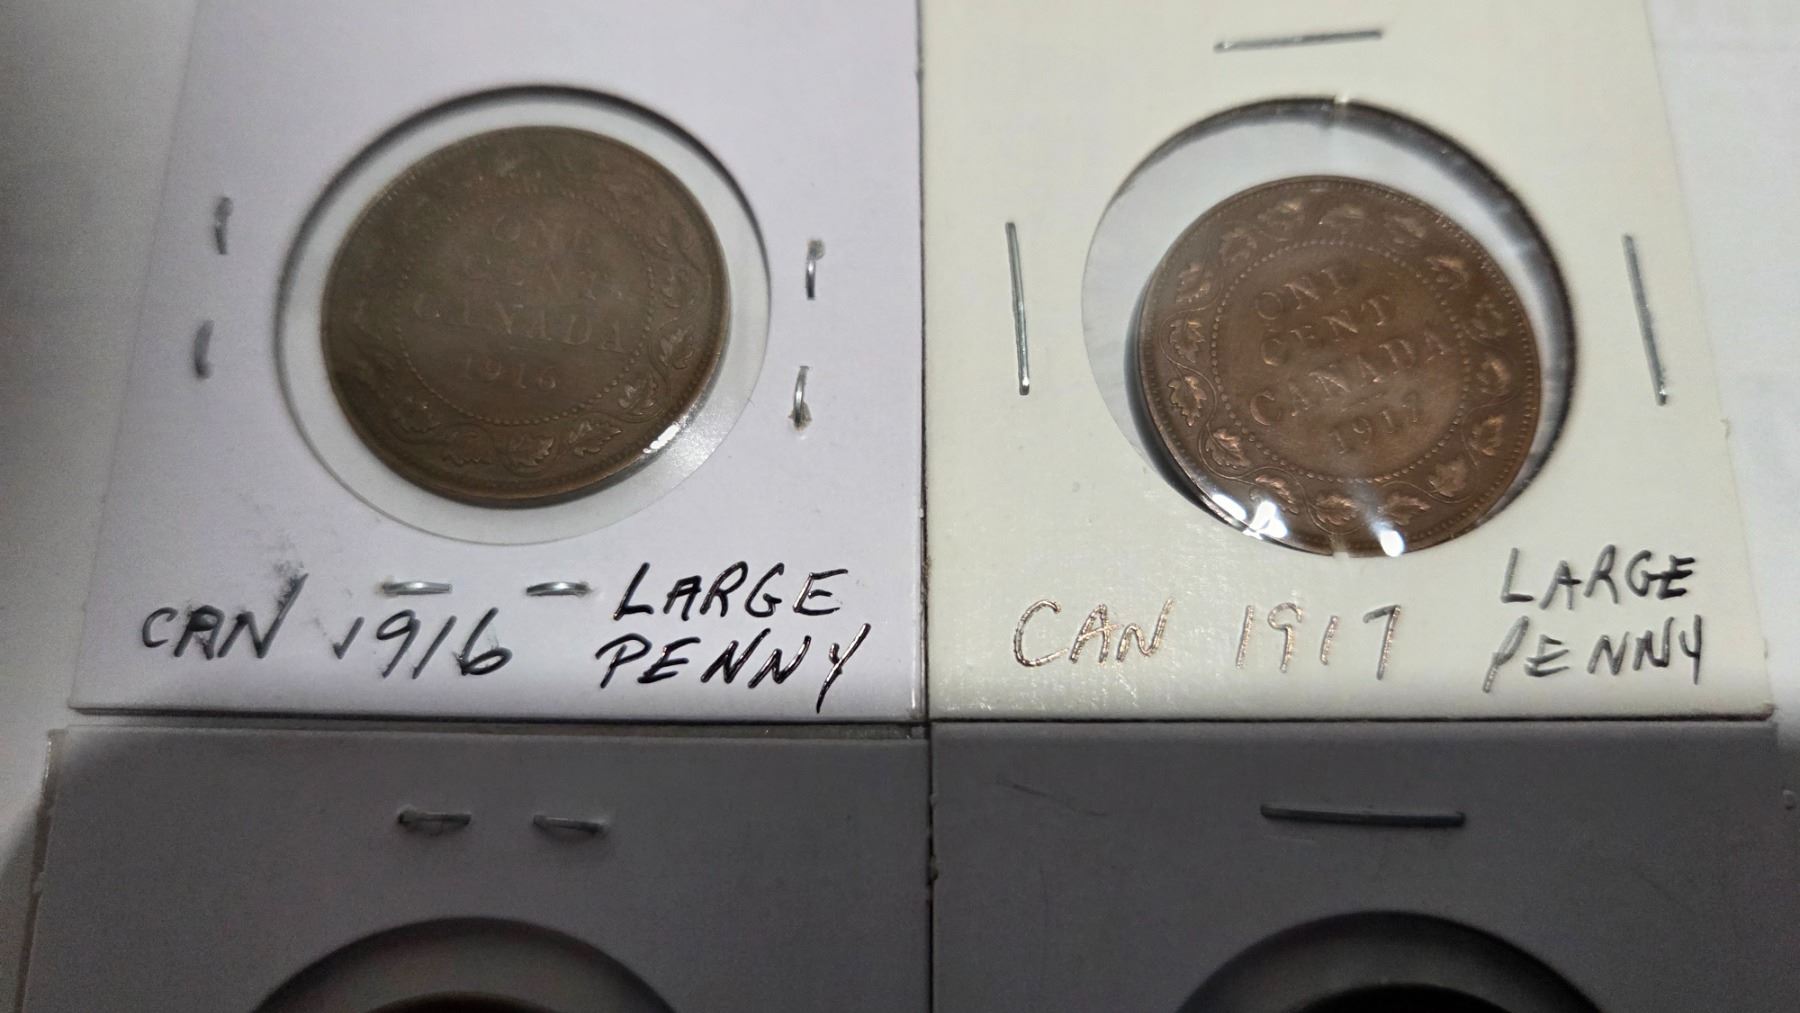 ONE
CENT
CANADA
1916
CAN 1916 LARGE
PENNY
ONE
CENT
CANADA
1917
CAN 1917 LARGE
PENNY